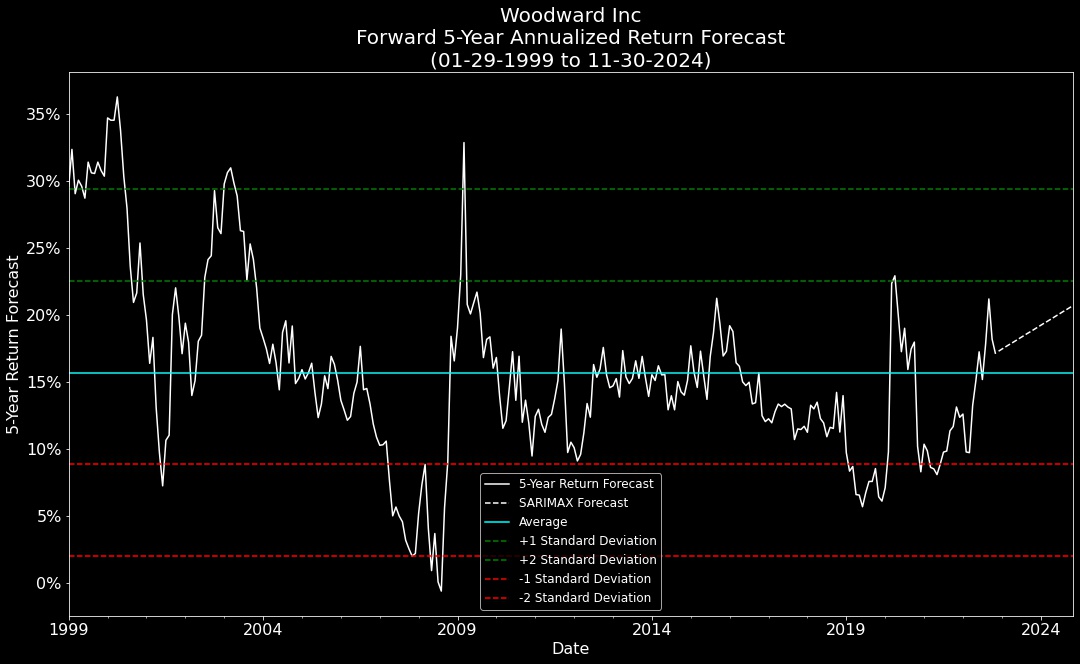 Woodward Inc
Forward 5-Year Annualized Return Forecast
(01-29-1999 to 11-30-2024)
5-Year Return Forecast
35%
30%
25%
20%
15%
10%
5%
0%
5-Year Return Forecast
SARIMAX Forecast
Average
+1 Standard Deviation
+2 Standard Deviation
-1 Standard Deviation
-2 Standard Deviation
1999 2004 2009 2014 2019 2024
Date